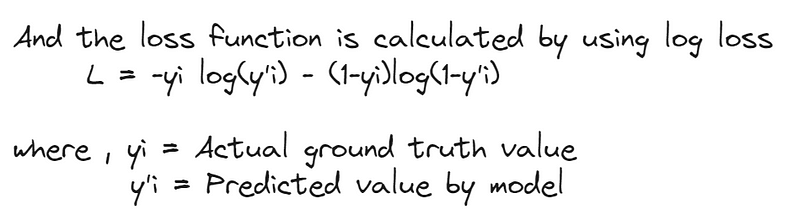 And the loss function is calculated by using log loss
L = -yi log(y'i) - (1-yi)log(1-y'i)
where , yi = Actual ground truth value
y'i = Predicted value by model